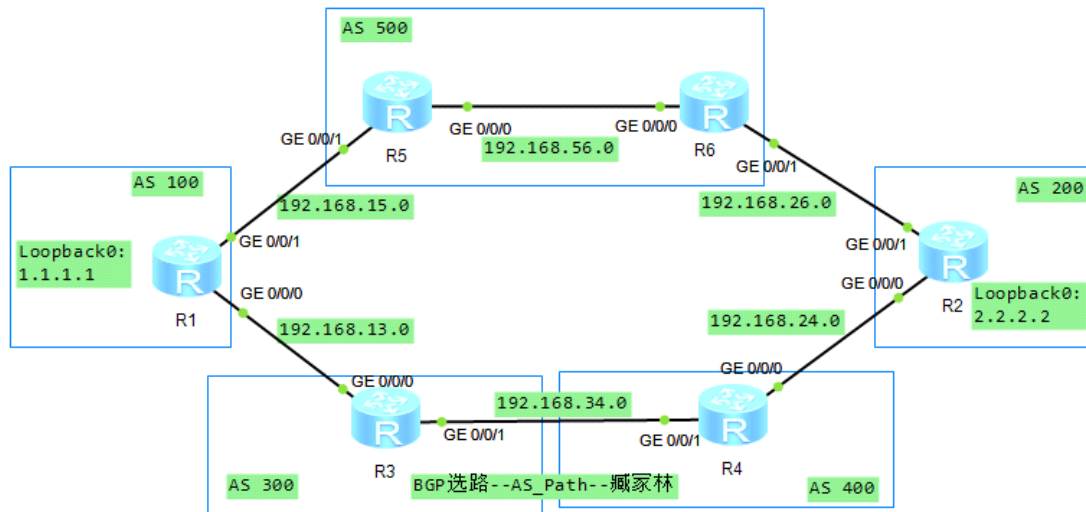 AS 500
R
R
GE 0/0/0
GE 0/0/0
GE 0/0/1
R5
192.168.56.0
R6
GE 0/0/1
AS 100
AS 200
192.168.15.0
192.168.26.0
GE 0/0/1
GE 0/0/1
Loopback0:
1.1.1.1
R
R
GE 0/0/0
GE 0/0/0
R2
Loopback0:
2.2.2.2
R1
192.168.13.0
192.168.24.0
GE 0/0/0
GE 0/0/0
192.168.34.0
R
R
GE 0/0/1
GE 0/0/1
R3
R4
AS 300
BGP选路--AS_Path--臧冢林
AS 400